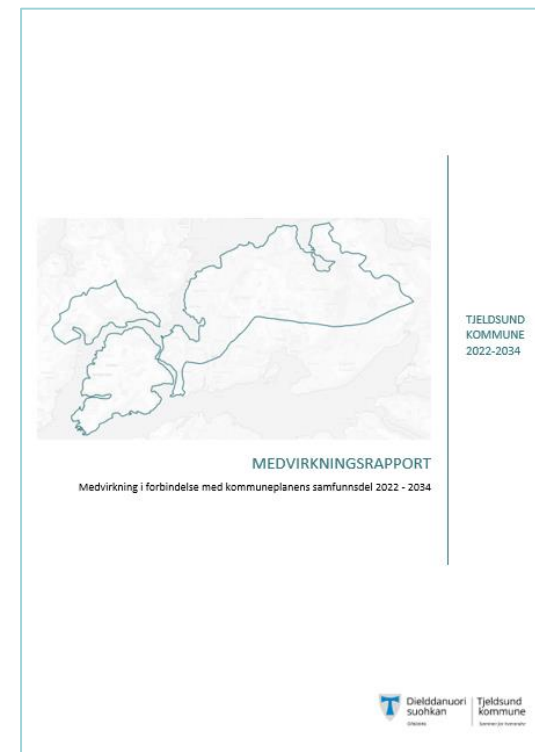 TJELDSUND
KOMMUNE
2022-2034
MEDVIRKNINGSRAPPORT
Medvirkning i forbindelse med kommuneplanens samfunnsdel 2022 - 2034
Dielddanuori
suohkan
Tjeldsund
kommune